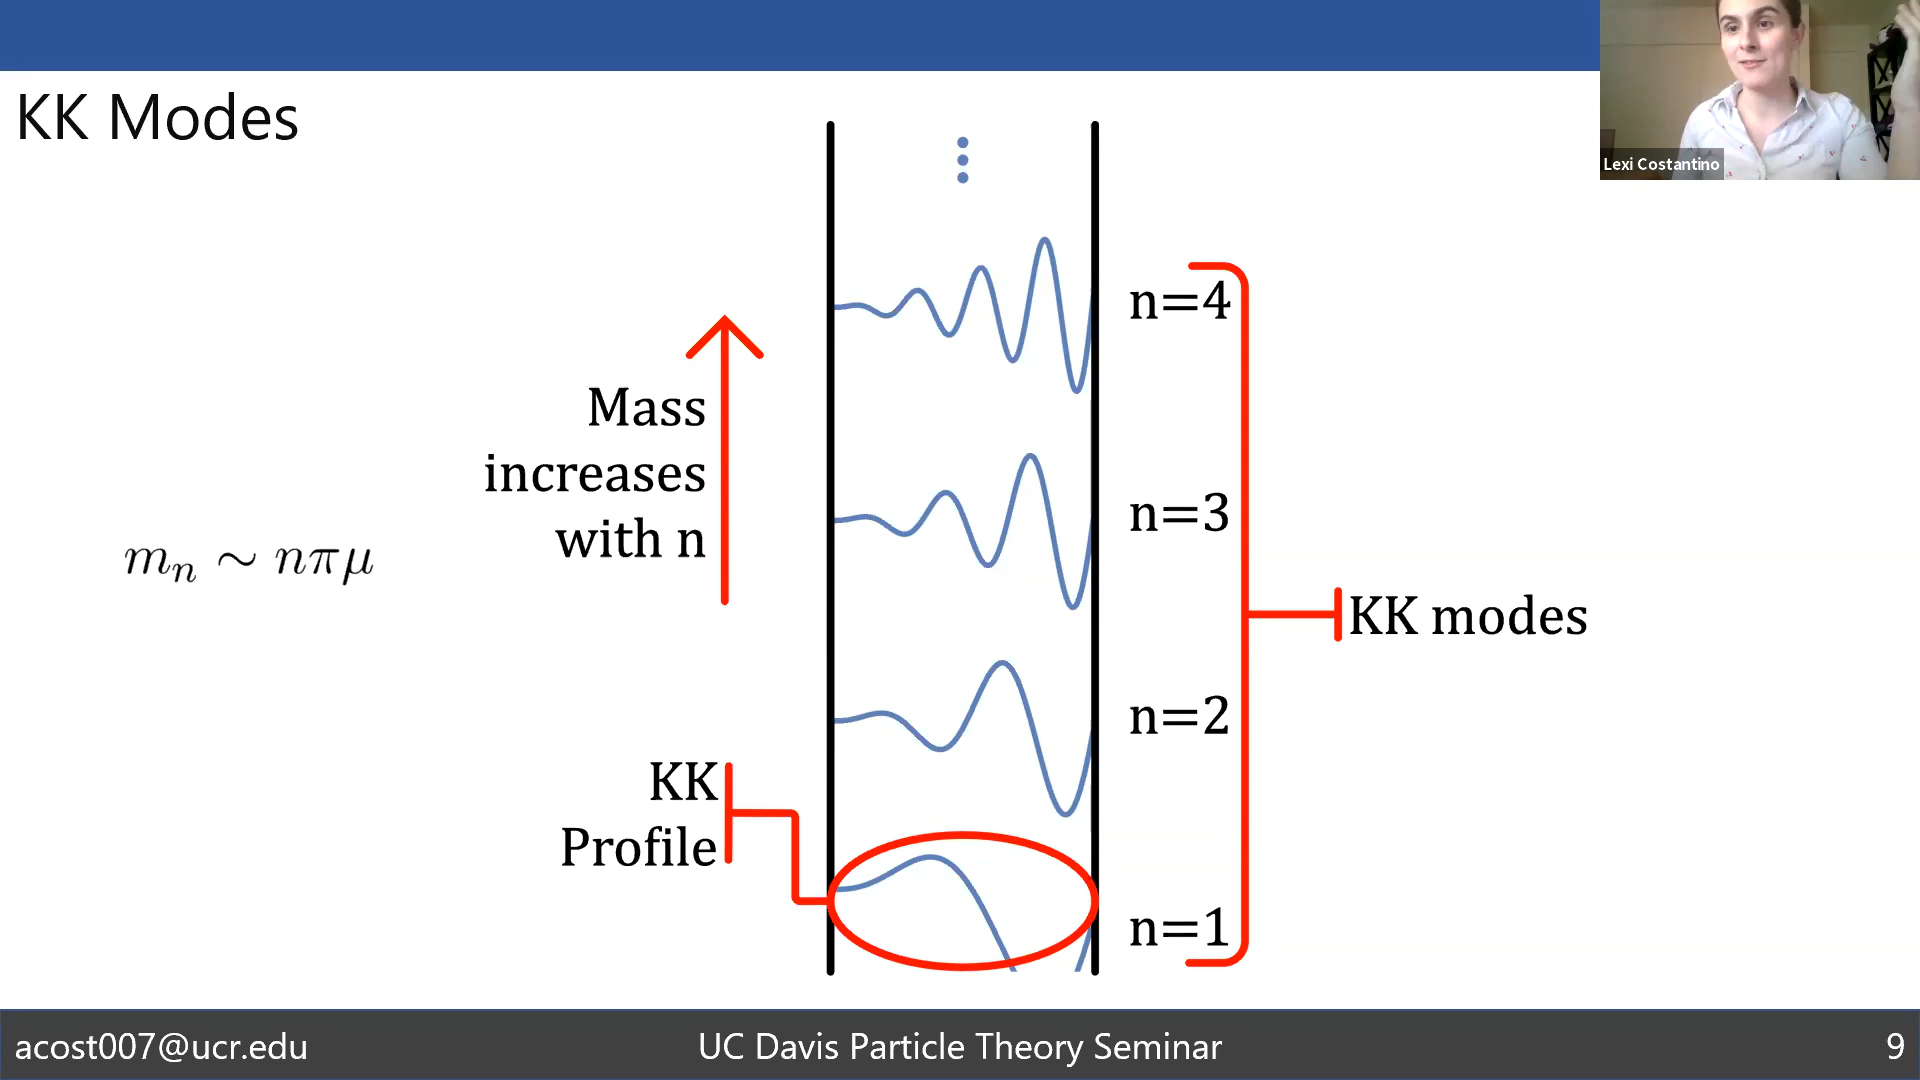 Lexi Costantino
KK Modes
n=4
Mass
increases
with n
n=3
mₙ ∼ nπμ
KK modes
n=2
KK
Profile
n=1
acost007@ucr.edu
UC Davis Particle Theory Seminar
9